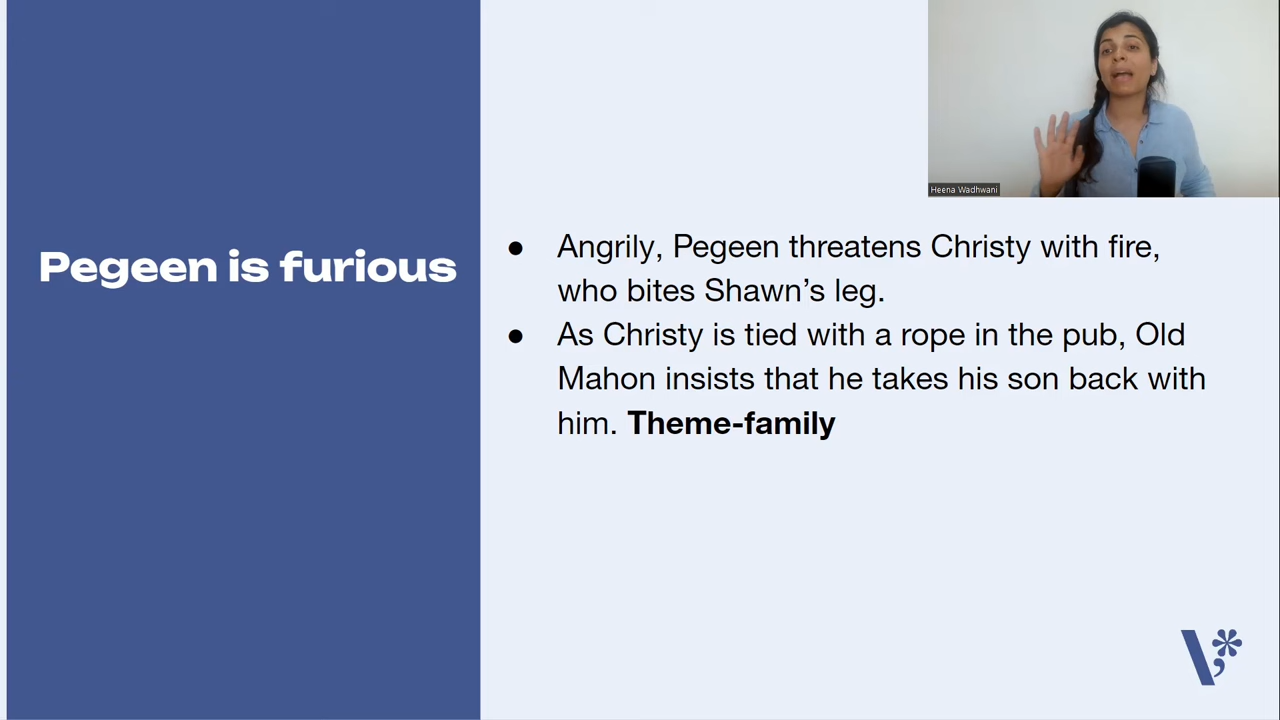 Heena Wadhwani
Pegeen is furious
● Angrily, Pegeen threatens Christy with fire,
who bites Shawn’s leg.
● As Christy is tied with a rope in the pub, Old
Mahon insists that he takes his son back with
him. Theme-family